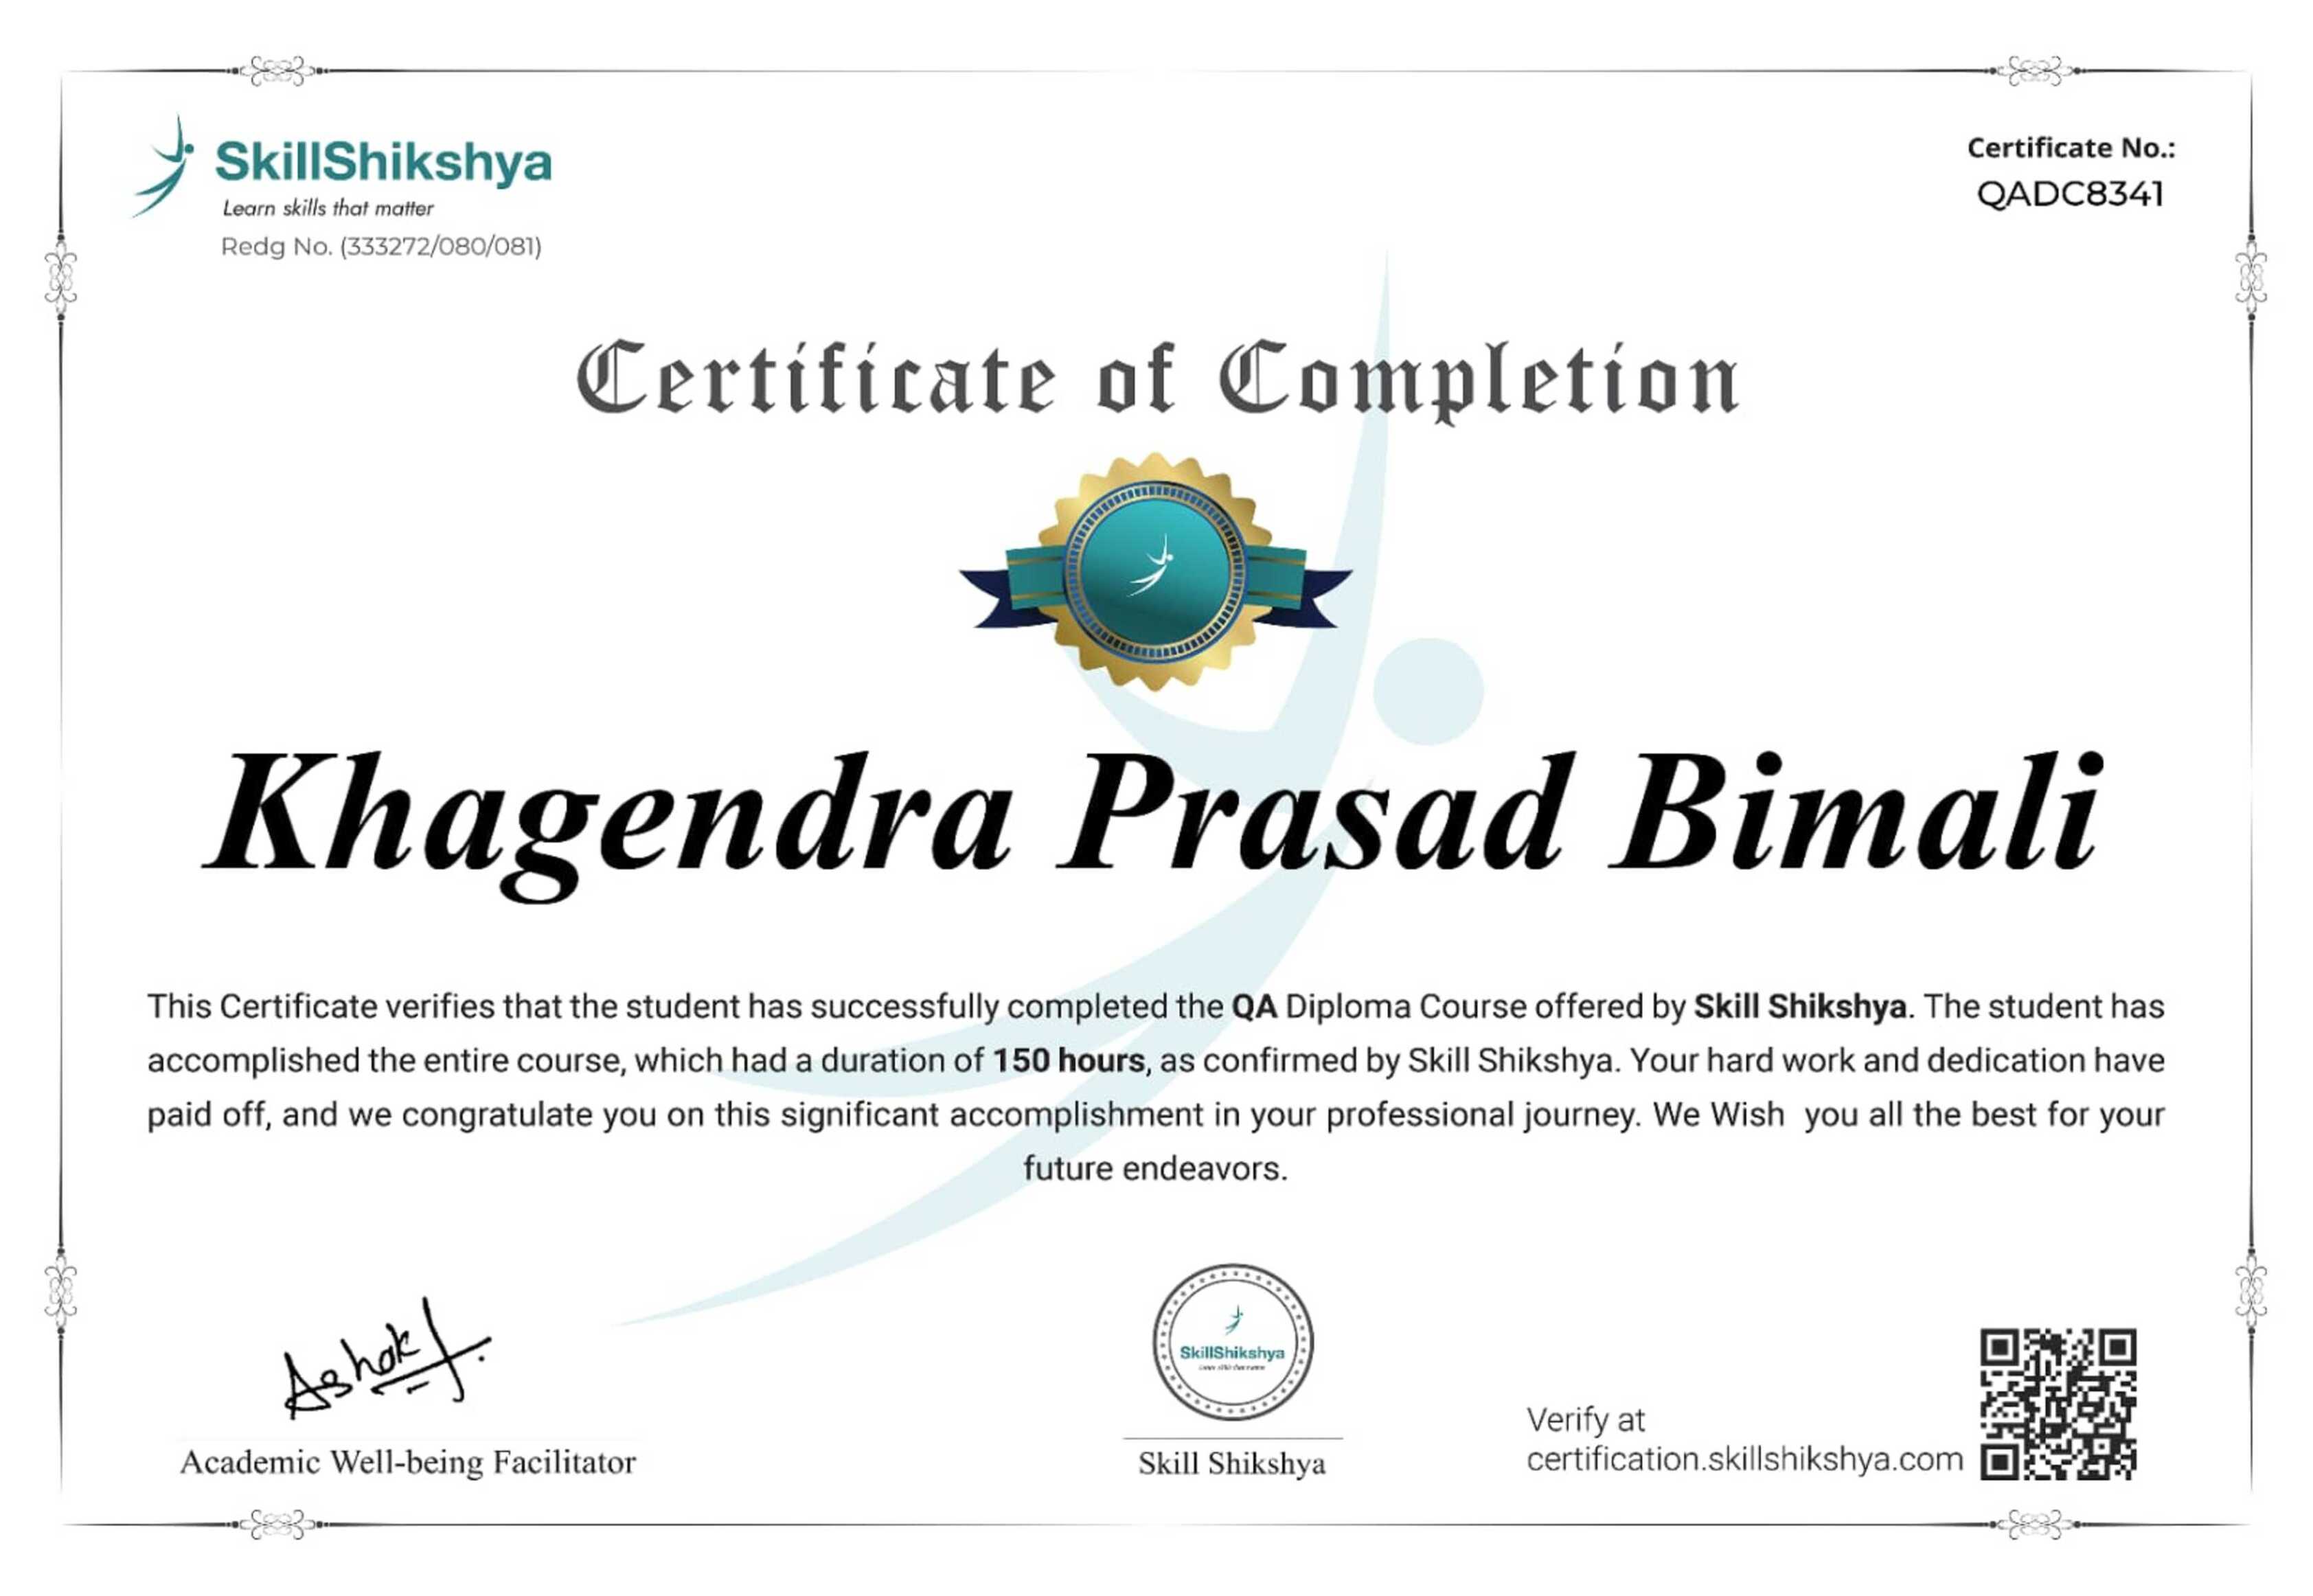 SkillShikshya
Learn skills that matter
Redg No. (333272/080/081)
Certificate No.:
QADC8341
Certificate of Completion
Khagendra Prasad Bimali
This Certificate verifies that the student has successfully completed the QA Diploma Course offered by Skill Shikshya. The student has
accomplished the entire course, which had a duration of 150 hours, as confirmed by Skill Shikshya. Your hard work and dedication have
paid off, and we congratulate you on this significant accomplishment in your professional journey. We Wish  you all the best for your
future endeavors.
Ashok
Academic Well-being Facilitator
SkillShikshya
Skill Shikshya
Verify at
certification.skillshikshya.com